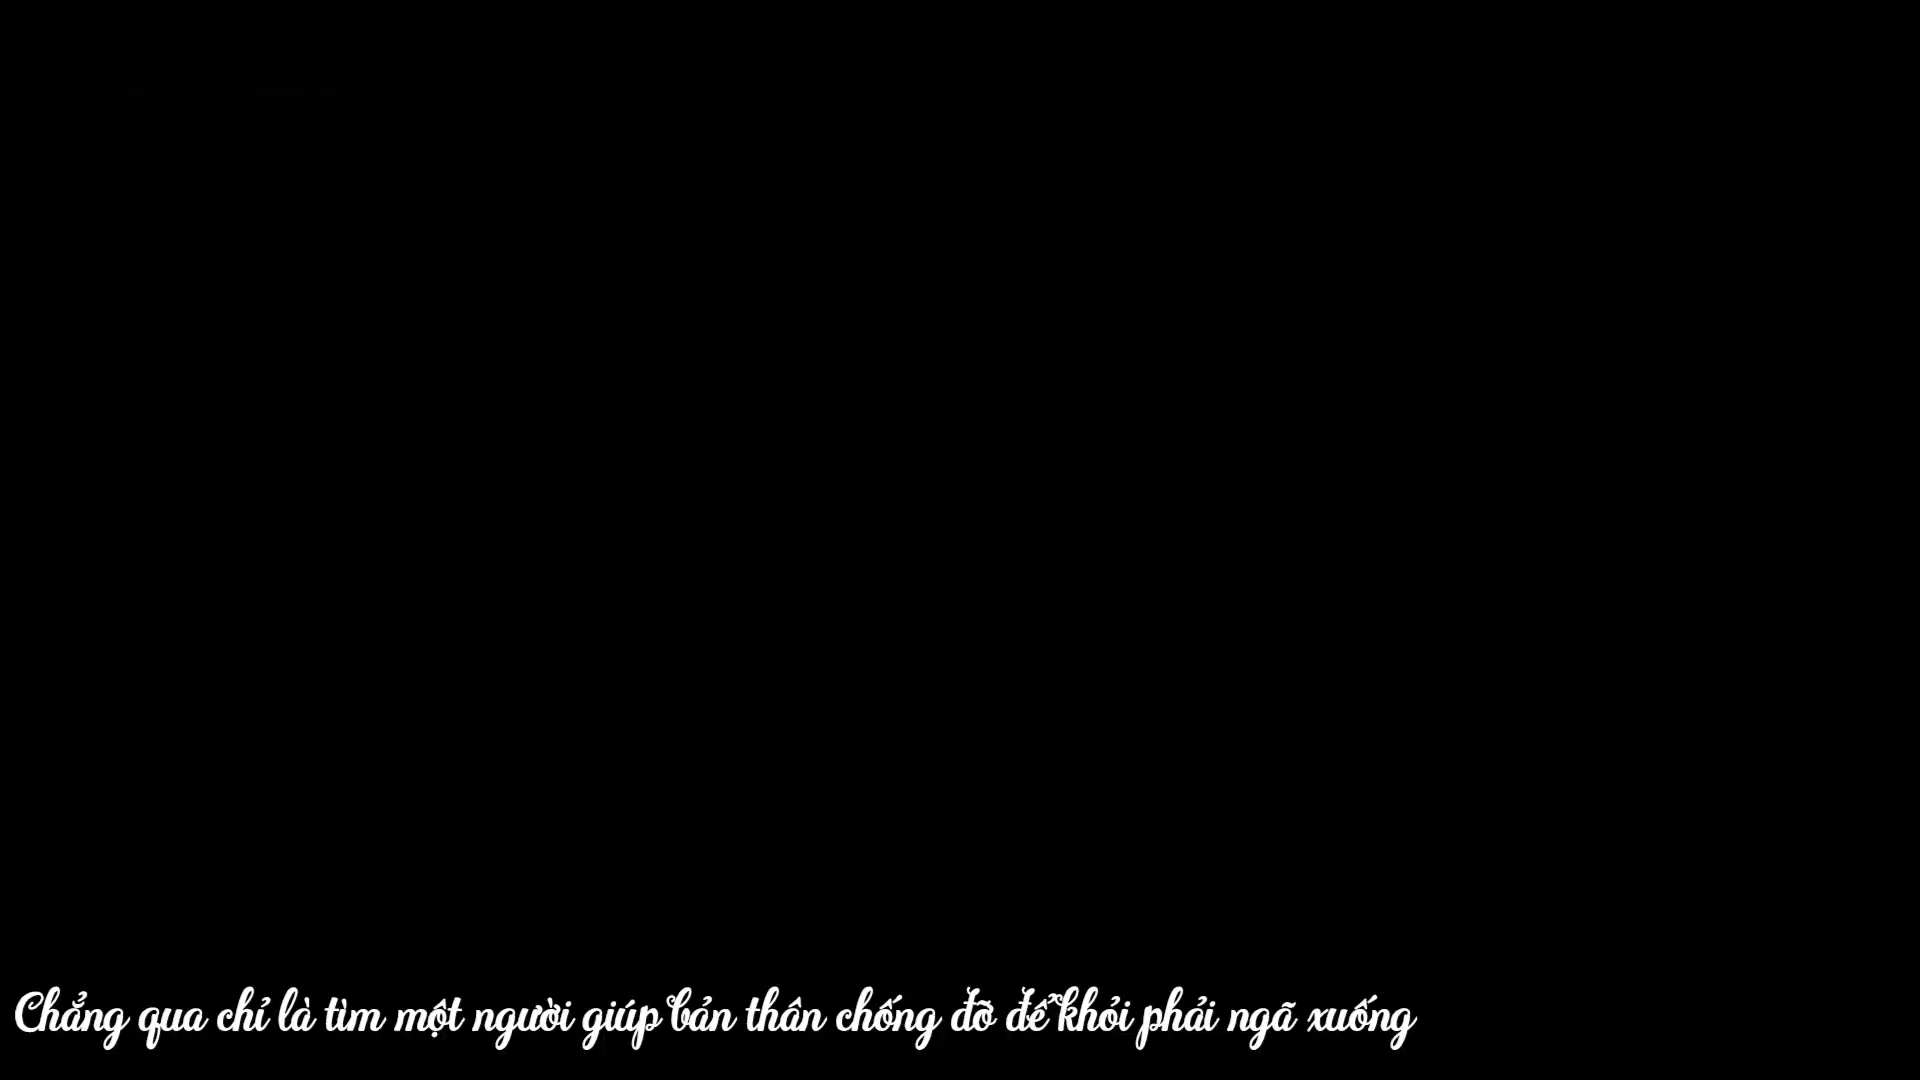 Chẳng qua chỉ là tìm một người giúp bản thân chống đỡ để khỏi phải ngã xuống